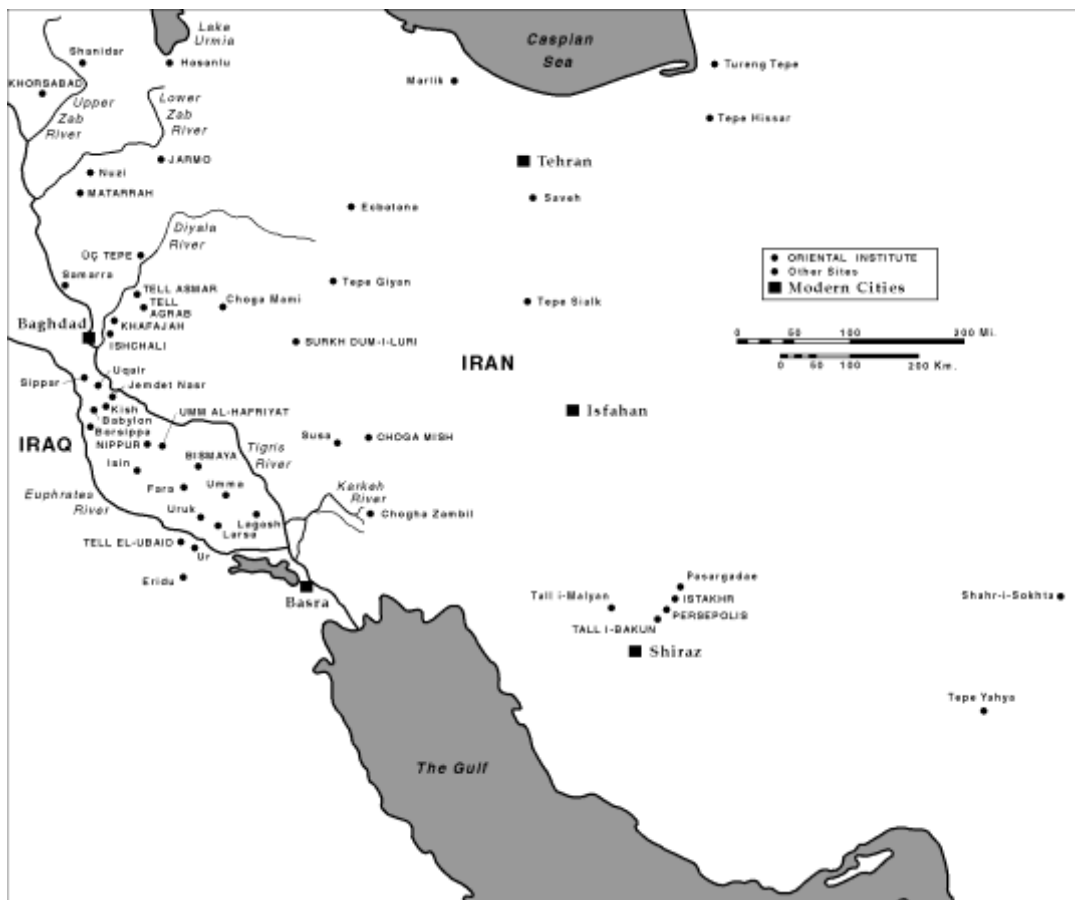 Lake
Urmia
Caspian
Sea
Shanidar
Hasanlu
Tureng Tepe
Marlik
KHORSABAD
Upper
Zab
River
Lower
Zab
River
Tepe Hissar
JARMO
Tehran
Nuzi
MATARRAH
Saveh
Ecbatana
Diyala
River
ÜÇ TEPE
ORIENTAL INSTITUTE
Other Sites
Modern Cities
Samarra
Tepe Giyan
TELL ASMAR
TELL
AGRAB
Choga Mami
Tepe Sialk
Baghdad
KHAFAJAH
ISHCHALI
0 50 100 200 Mi.
SURKH DUM-I-LURI
0 50 100 200 Km.
IRAN
Uqair
Sippar
Jemdet Nasr
Kish
Babylon
Borsippa
UMM AL-HAFRIYAT
Isfahan
IRAQ
NIPPUR
Susa
CHOGA MISH
Tigris
River
BISMAYA
Isin
Fara
Umma
Euphrates
River
Karkeh
River
Uruk
Lagash
Larsa
Chogha Zambil
TELL EL-UBAID
Ur
Eridu
Basra
Pasargadae
Tall i-Malyan
ISTAKHR
PERSEPOLIS
TALL I-BAKUN
Shahr-i-Sokhta
Shiraz
Tepe Yahya
The Gulf